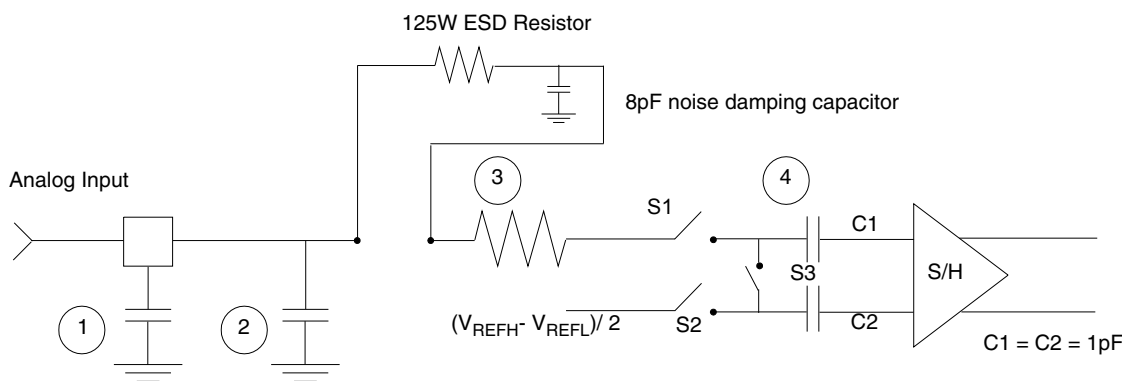 125W ESD Resistor
8pF noise damping capacitor
Analog Input
3
4
S1
C1
S3
S/H
1
2
(VREFH- VREFL)/ 2
S2
C2
C1 = C2 = 1pF